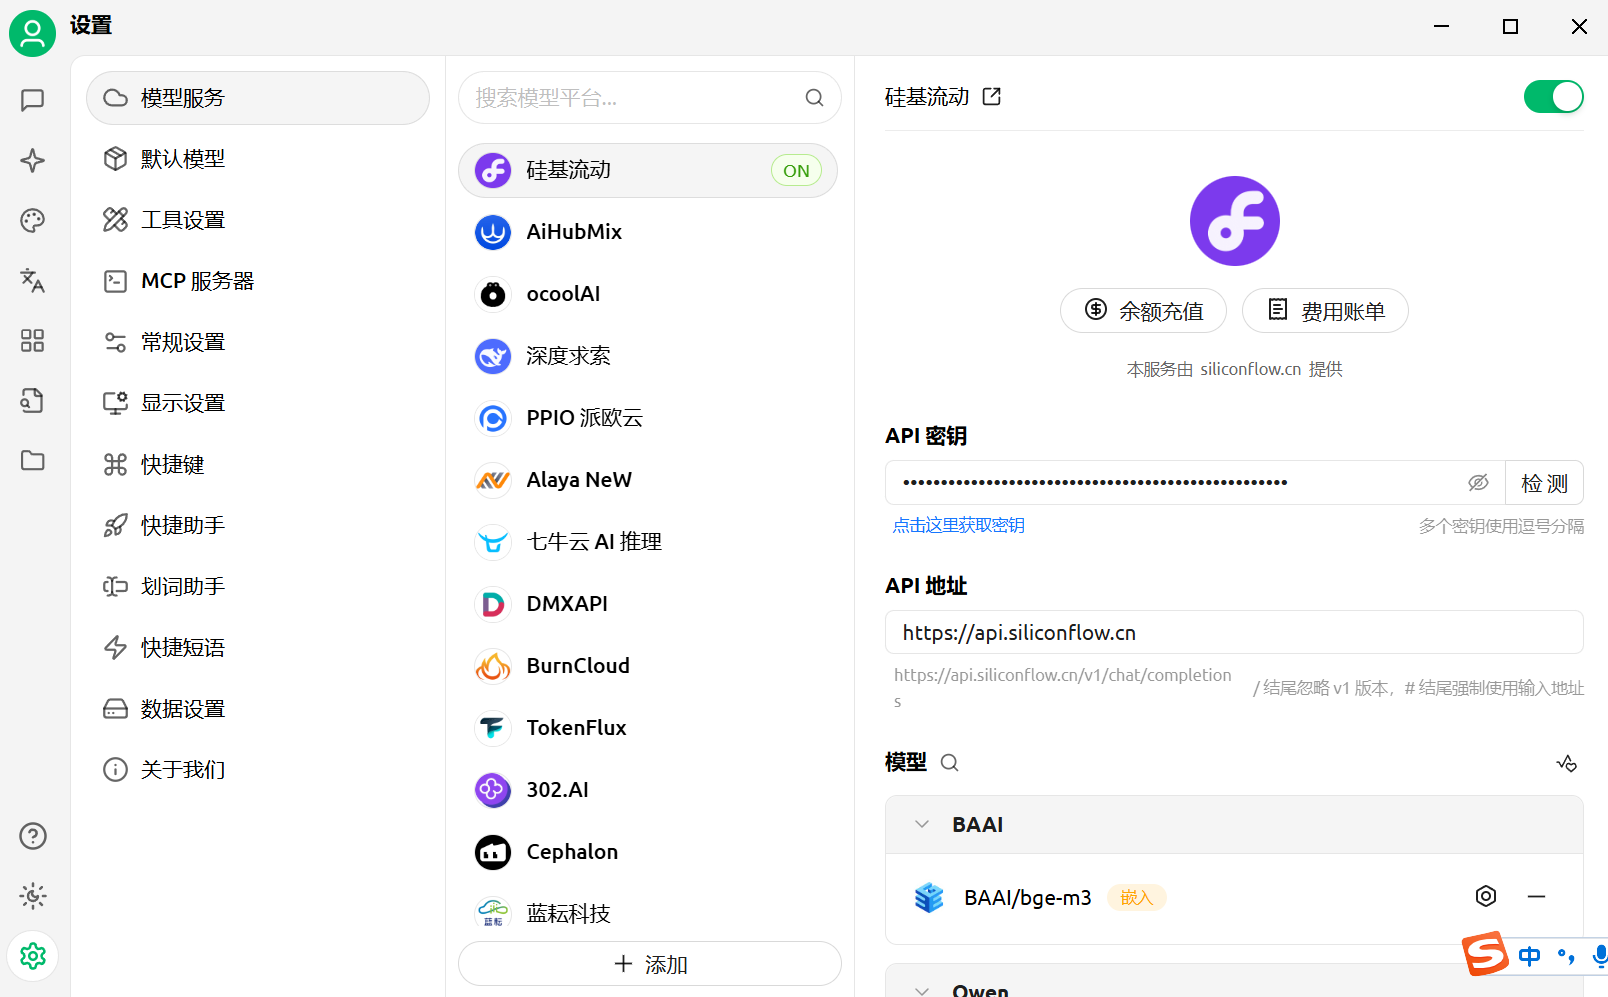 设置
模型服务
默认模型
工具设置
MCP 服务器
常规设置
显示设置
快捷键
快捷助手
划词助手
快捷短语
数据设置
关于我们
搜索模型平台...
硅基流动
ON
AiHubMix
ocoolAI
深度求索
PPIO 派欧云
Alaya NeW
七牛云 AI 推理
DMXAPI
BurnCloud
TokenFlux
302.AI
Cephalon
蓝耘
蓝耘科技
添加
硅基流动
余额充值
费用账单
本服务由 siliconflow.cn 提供
API 密钥
••••••••••••••••••••••••••••••••••••••••••••••••••• 检 测
点击这里获取密钥
多个密钥使用逗号分隔
API 地址
https://api.siliconflow.cn
https://api.siliconflow.cn/v1/chat/completion
s
/ 结尾忽略 v1 版本，# 结尾强制使用输入地址
模型
BAAI
BAAI/bge-m3 嵌入
Qwen
S 中 °，